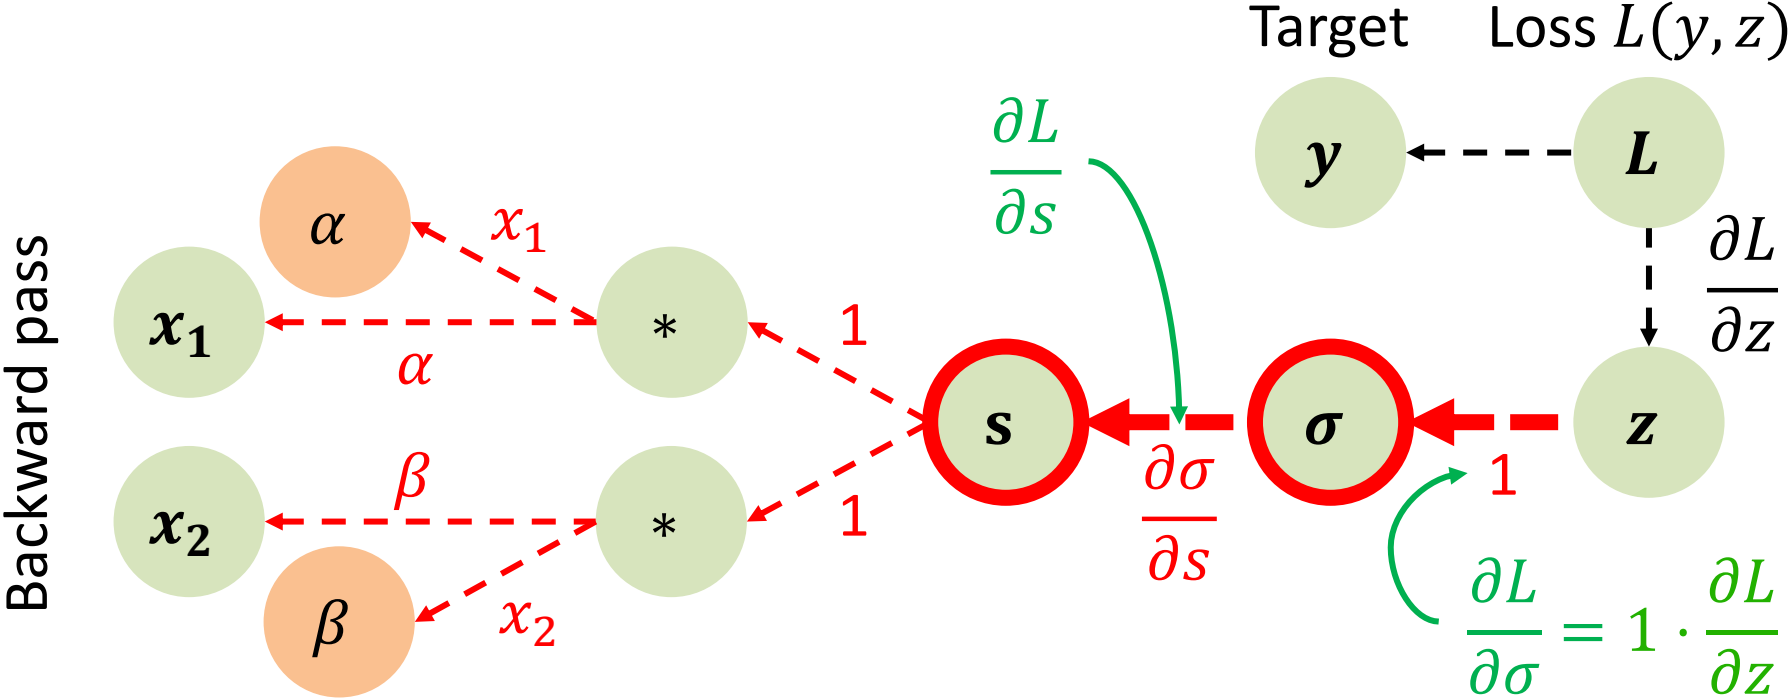 Target
Loss L(y, z)
∂L
∂s
y
L
α
x₁
∂L
∂z
Backward pass
x₁
α
*
1
s
σ
z
∂σ
∂s
1
x₂
β
*
1
β
x₂
∂L/∂σ = 1 · ∂L/∂z